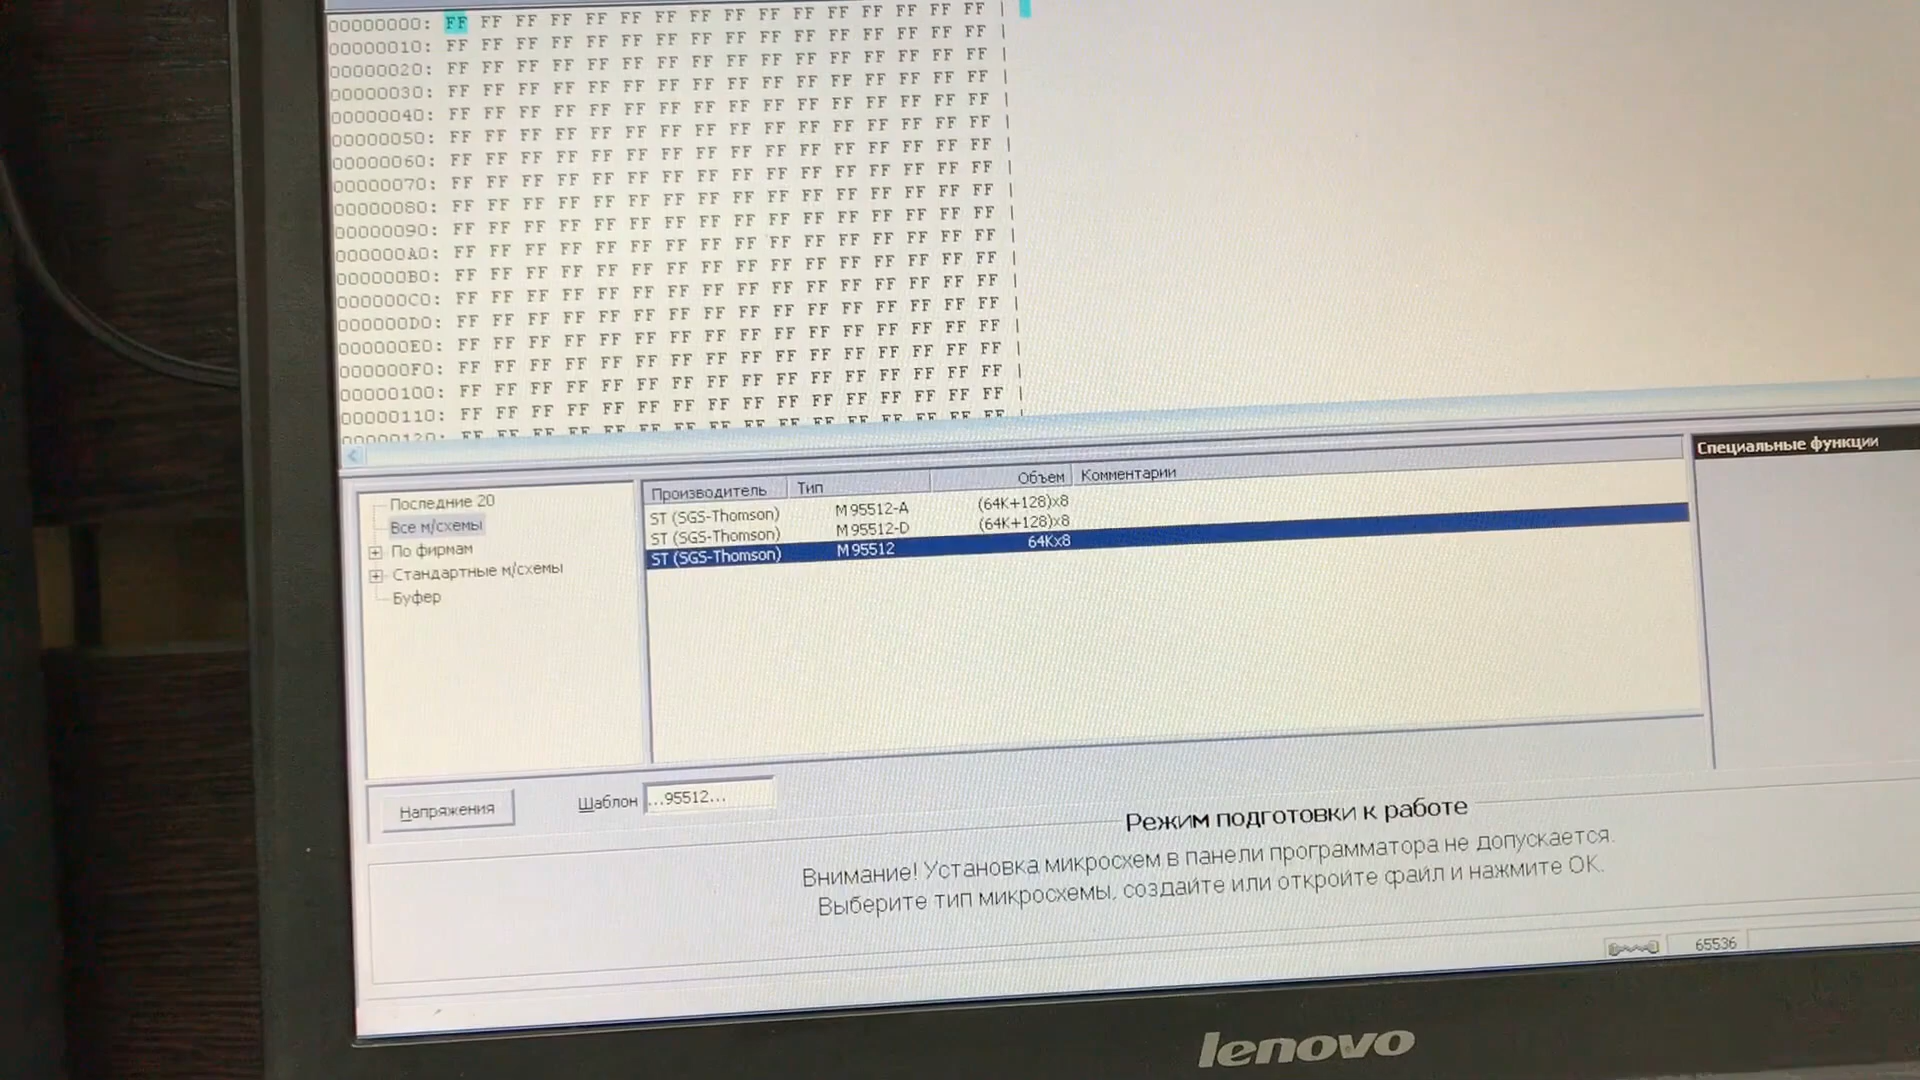 00000000: FF FF FF FF FF FF FF FF FF FF FF FF FF FF FF FF |
00000010: FF FF FF FF FF FF FF FF FF FF FF FF FF FF FF FF |
00000020: FF FF FF FF FF FF FF FF FF FF FF FF FF FF FF FF |
00000030: FF FF FF FF FF FF FF FF FF FF FF FF FF FF FF FF |
00000040: FF FF FF FF FF FF FF FF FF FF FF FF FF FF FF FF |
00000050: FF FF FF FF FF FF FF FF FF FF FF FF FF FF FF FF |
00000060: FF FF FF FF FF FF FF FF FF FF FF FF FF FF FF FF |
00000070: FF FF FF FF FF FF FF FF FF FF FF FF FF FF FF FF |
00000080: FF FF FF FF FF FF FF FF FF FF FF FF FF FF FF FF |
00000090: FF FF FF FF FF FF FF FF FF FF FF FF FF FF FF FF |
000000A0: FF FF FF FF FF FF FF FF FF FF FF FF FF FF FF FF |
000000B0: FF FF FF FF FF FF FF FF FF FF FF FF FF FF FF FF |
000000C0: FF FF FF FF FF FF FF FF FF FF FF FF FF FF FF FF |
000000D0: FF FF FF FF FF FF FF FF FF FF FF FF FF FF FF FF |
000000E0: FF FF FF FF FF FF FF FF FF FF FF FF FF FF FF FF |
000000F0: FF FF FF FF FF FF FF FF FF FF FF FF FF FF FF FF |
00000100: FF FF FF FF FF FF FF FF FF FF FF FF FF FF FF FF |
00000110: FF FF FF FF FF FF FF FF FF FF FF FF FF FF FF FF |
00000120: FF FF FF FF FF FF FF FF FF FF FF FF FF FF FF FF
Последние 20
Все м/схемы
По фирмам
Стандартные м/схемы
Буфер
Производитель Тип Объем Комментарии
ST (SGS-Thomson) M95512-A (64K+128)x8
ST (SGS-Thomson) M95512-D (64K+128)x8
ST (SGS-Thomson) M95512 64Kx8
Специальные функции
Напряжения
Шаблон ...95512...
Режим подготовки к работе
Внимание! Установка микросхем в панели программатора не допускается.
Выберите тип микросхемы, создайте или откройте файл и нажмите ОК.
65536
lenovo